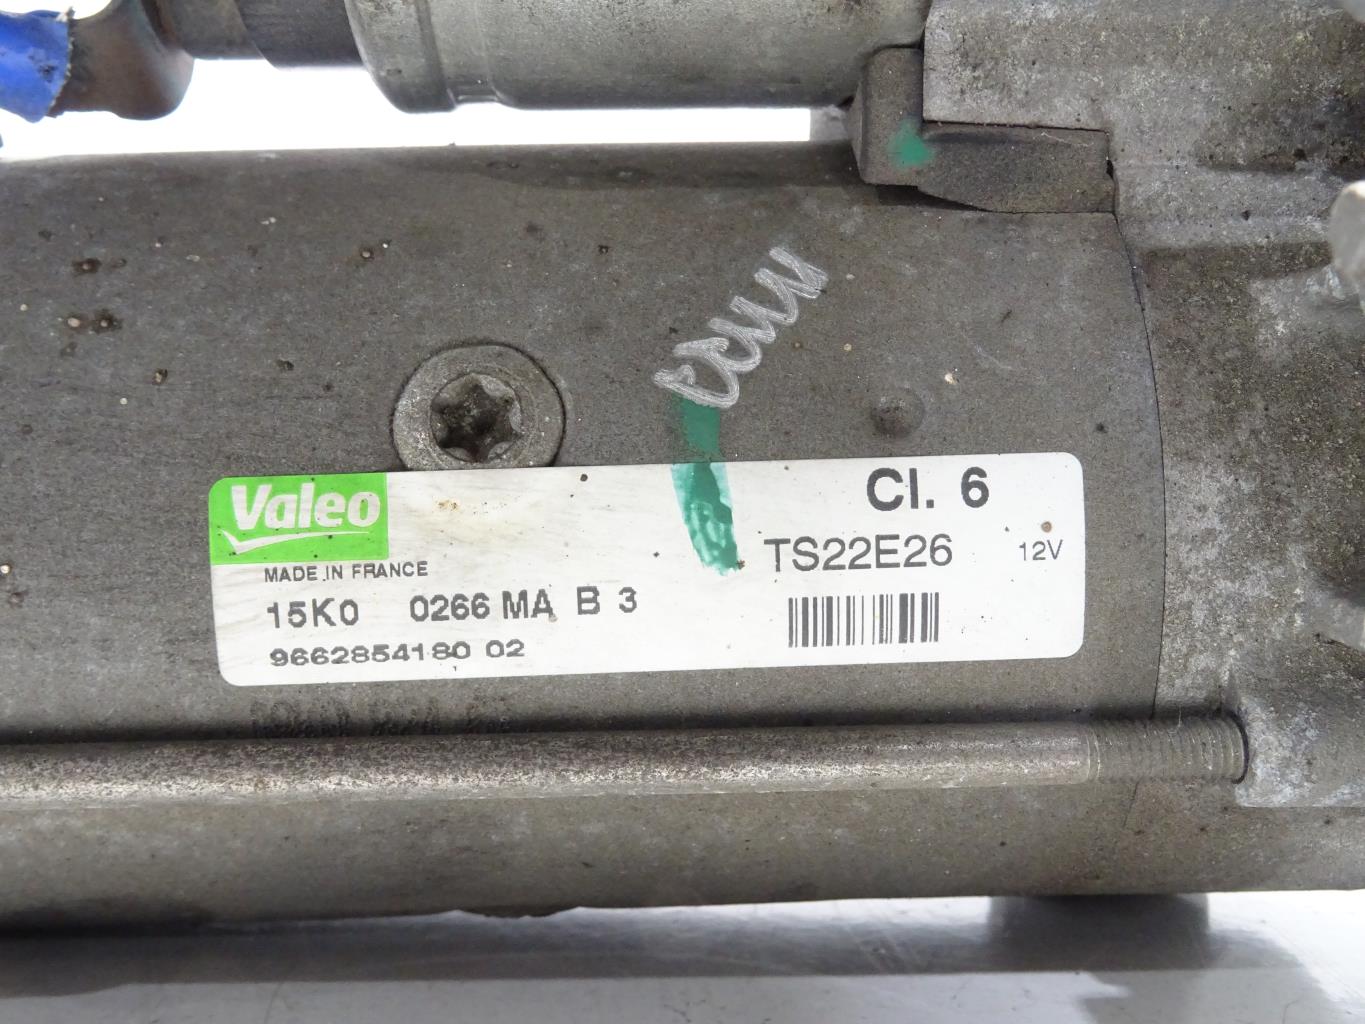 Valeo
Cl. 6
TS22E26 12V
MADE IN FRANCE
15K0 0266 MA B 3
9662854180 02